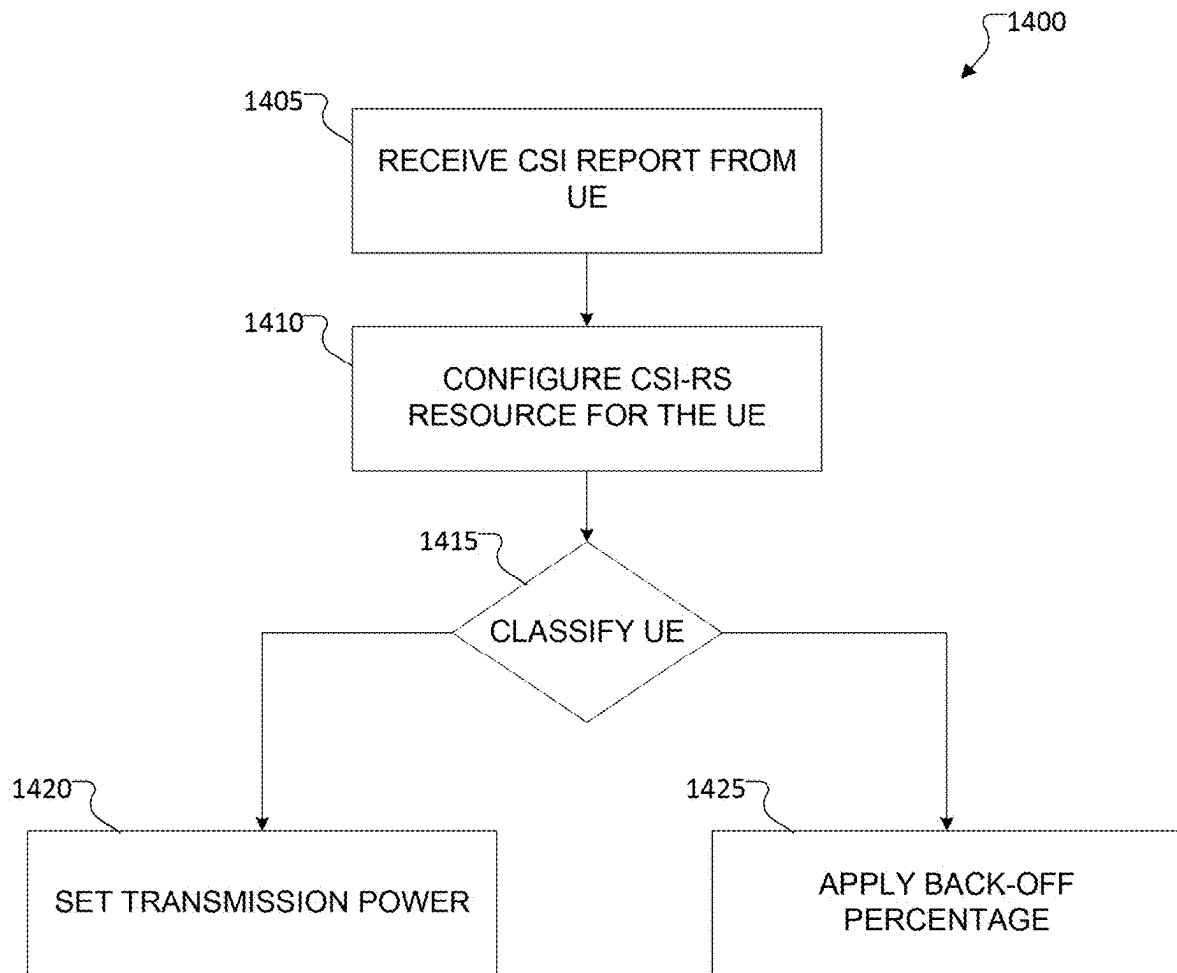 1400
1405
RECEIVE CSI REPORT FROM
UE
1410
CONFIGURE CSI-RS
RESOURCE FOR THE UE
1415
CLASSIFY UE
1420
SET TRANSMISSION POWER
1425
APPLY BACK-OFF
PERCENTAGE